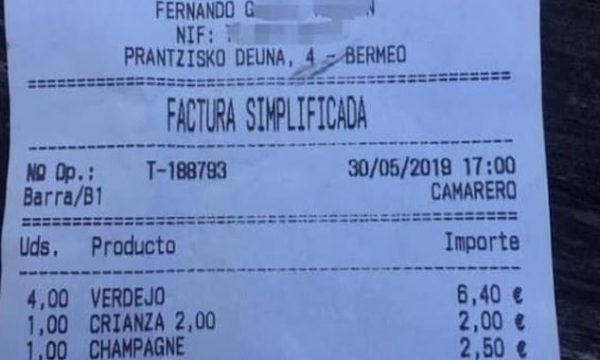 FERNANDO G
NIF:
PRANTZISKO DEUNA, 4 - BERMEO
FACTURA SIMPLIFICADA
Nº Op.: T-188793 30/05/2019 17:00
Barra/B1 CAMARERO
Uds. Producto Importe
4,00 VERDEJO 6,40 €
1,00 CRIANZA 2,00 2,00 €
1,00 CHAMPAGNE 2,50 €